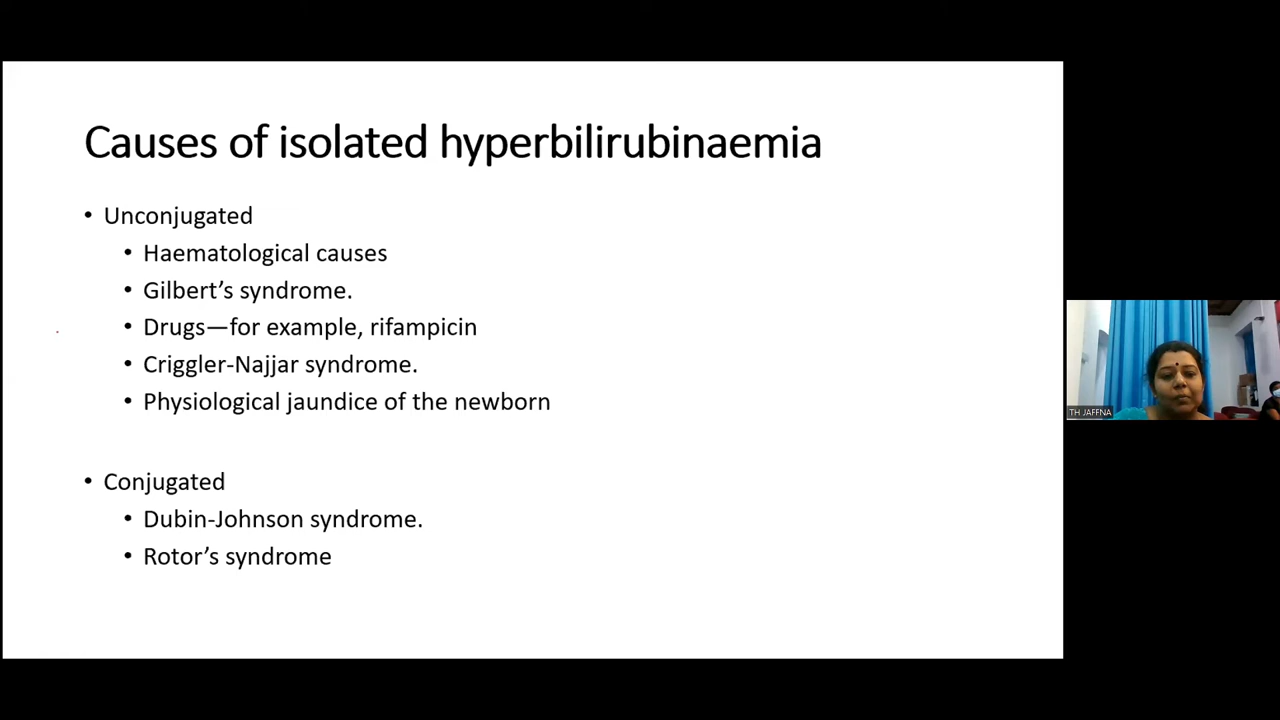 Causes of isolated hyperbilirubinaemia
• Unconjugated
• Haematological causes
• Gilbert’s syndrome.
• Drugs—for example, rifampicin
• Criggler-Najjar syndrome.
• Physiological jaundice of the newborn
• Conjugated
• Dubin-Johnson syndrome.
• Rotor’s syndrome
TH JAFFNA